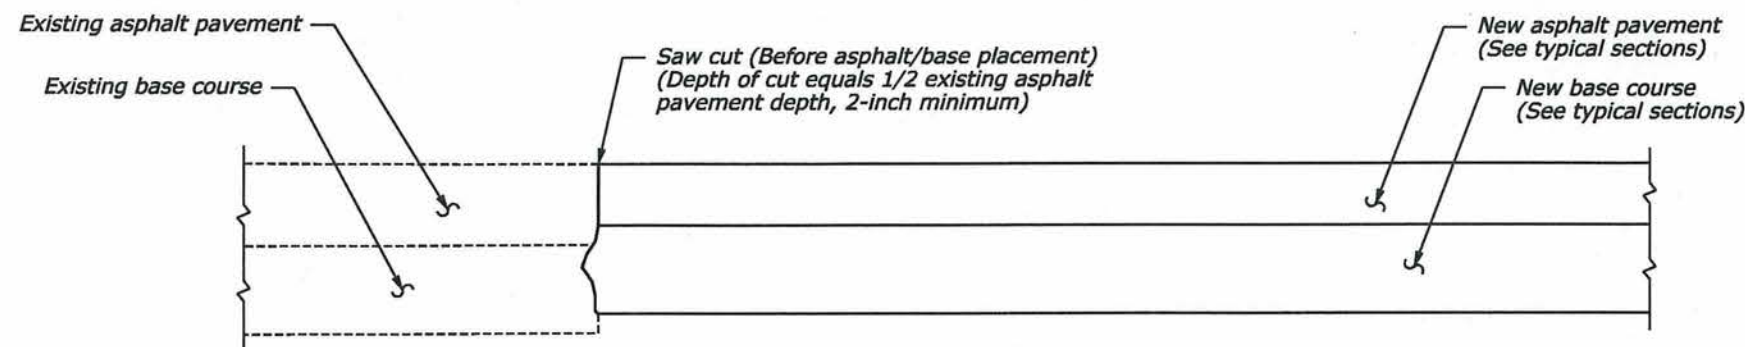 Existing asphalt pavement
Existing base course
Saw cut (Before asphalt/base placement)
(Depth of cut equals 1/2 existing asphalt
pavement depth, 2-inch minimum)
New asphalt pavement
(See typical sections)
New base course
(See typical sections)